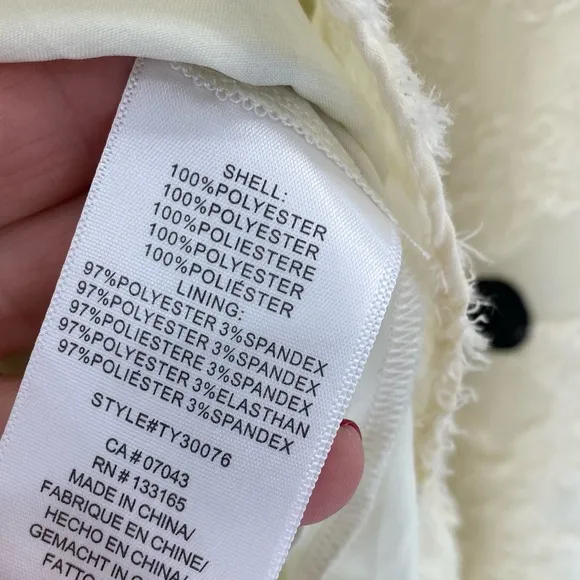 SHELL:
100%POLYESTER
100%POLYESTER
100%POLIESTERE
100%POLYESTER
100%POLIÉSTER
LINING:
97%POLYESTER 3%SPANDEX
97%POLYESTER 3%SPANDEX
97%POLIESTERE 3%SPANDEX
97%POLYESTER 3%ELASTHAN
97%POLIÉSTER 3%SPANDEX
STYLE#TY30076
CA # 07043
RN # 133165
MADE IN CHINA/
FABRIQUE EN CHINE/
HECHO EN CHINA/
GEMACHT IN
FATTO